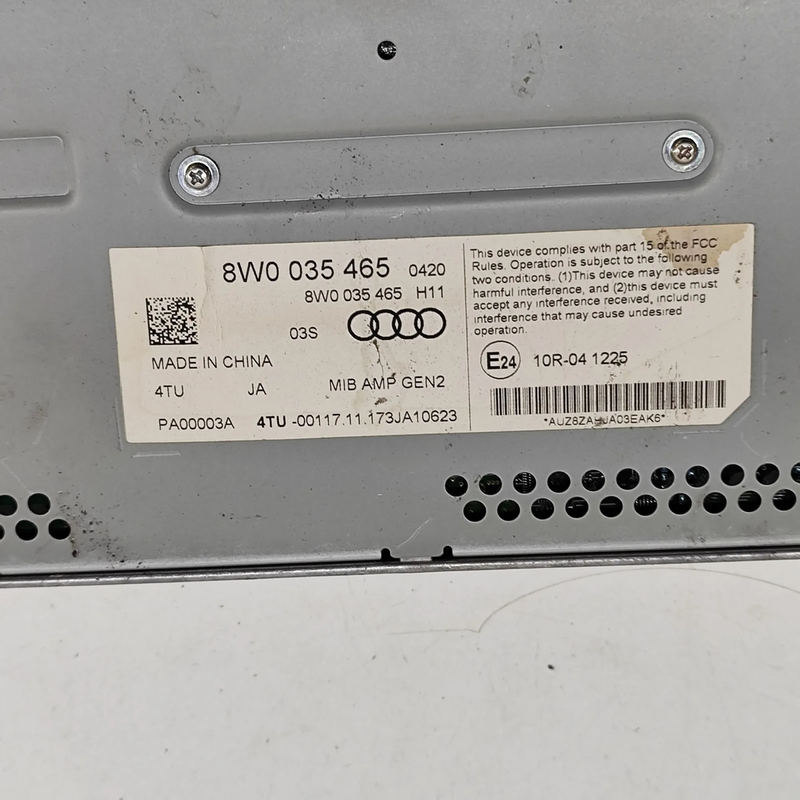 8W0 035 465 0420
8W0 035 465 H11
03S
MADE IN CHINA
4TU JA MIB AMP GEN2
PA00003A 4TU -00117.11.173JA10623
This device complies with part 15 of the FCC
Rules. Operation is subject to the following
two conditions. (1)This device may not cause
harmful interference, and (2)this device must
accept any interference received, including
interference that may cause undesired
operation.
E24 10R-04 1225